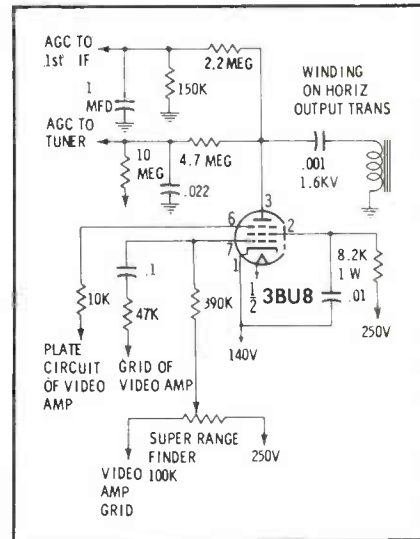 AGC TO
1st IF
2.2 MEG
1
MFD
150K
WINDING
ON HORIZ
OUTPUT TRANS
AGC TO
TUNER
10
MEG
4.7 MEG
.022
.001
1.6KV
3
6
2
7
1
8.2K
1 W
.1
.01
½
3BU8
10K
47K
390K
250V
PLATE
CIRCUIT
OF VIDEO
AMP
GRID OF
VIDEO AMP
140V
SUPER RANGE
FINDER
100K
250V
VIDEO
AMP
GRID